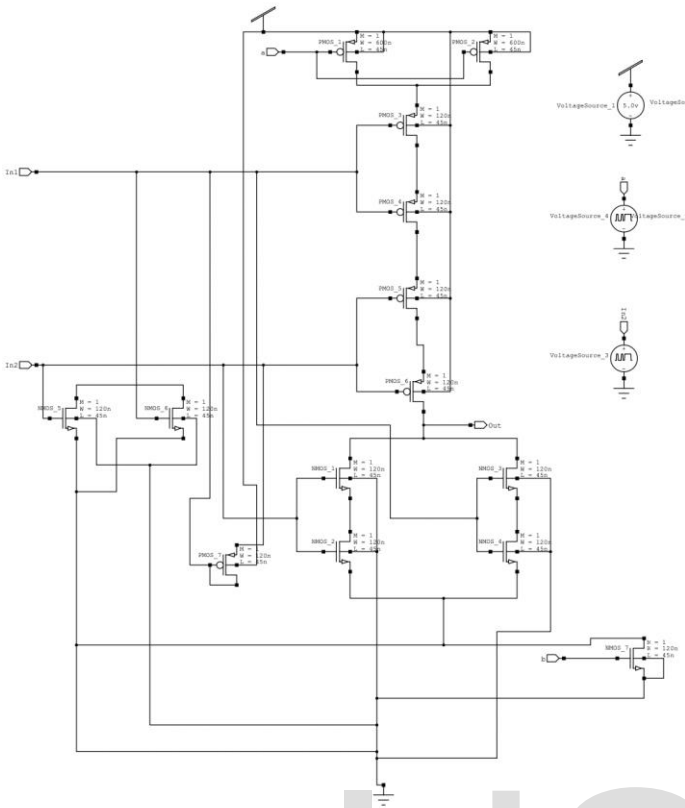 M = 1
W = 600n
L = 45n
PMOS_1
M = 1
W = 600n
L = 45n
PMOS_2
a
M = 1
W = 120n
L = 45n
PMOS_3
VoltageSource_1
5.0v
In1
M = 1
W = 120n
L = 45n
VoltageSource_4
M = 1
W = 120n
L = 45n
PMOS_5
In2
VoltageSource_3
In2
M = 1
W = 120n
L = 45n
PMOS_6
Out
NMOS_5
M = 1
W = 120n
L = 45n
NMOS_6
M = 1
W = 120n
L = 45n
NMOS_1
M = 1
W = 120n
L = 45n
NMOS_3
M = 1
W = 120n
L = 45n
PMOS_7
M = 1
W = 120n
L = 45n
NMOS_2
M = 1
W = 120n
L = 45n
NMOS_4
M = 1
W = 120n
L = 45n
b
NMOS_7
M = 1
W = 120n
L = 45n